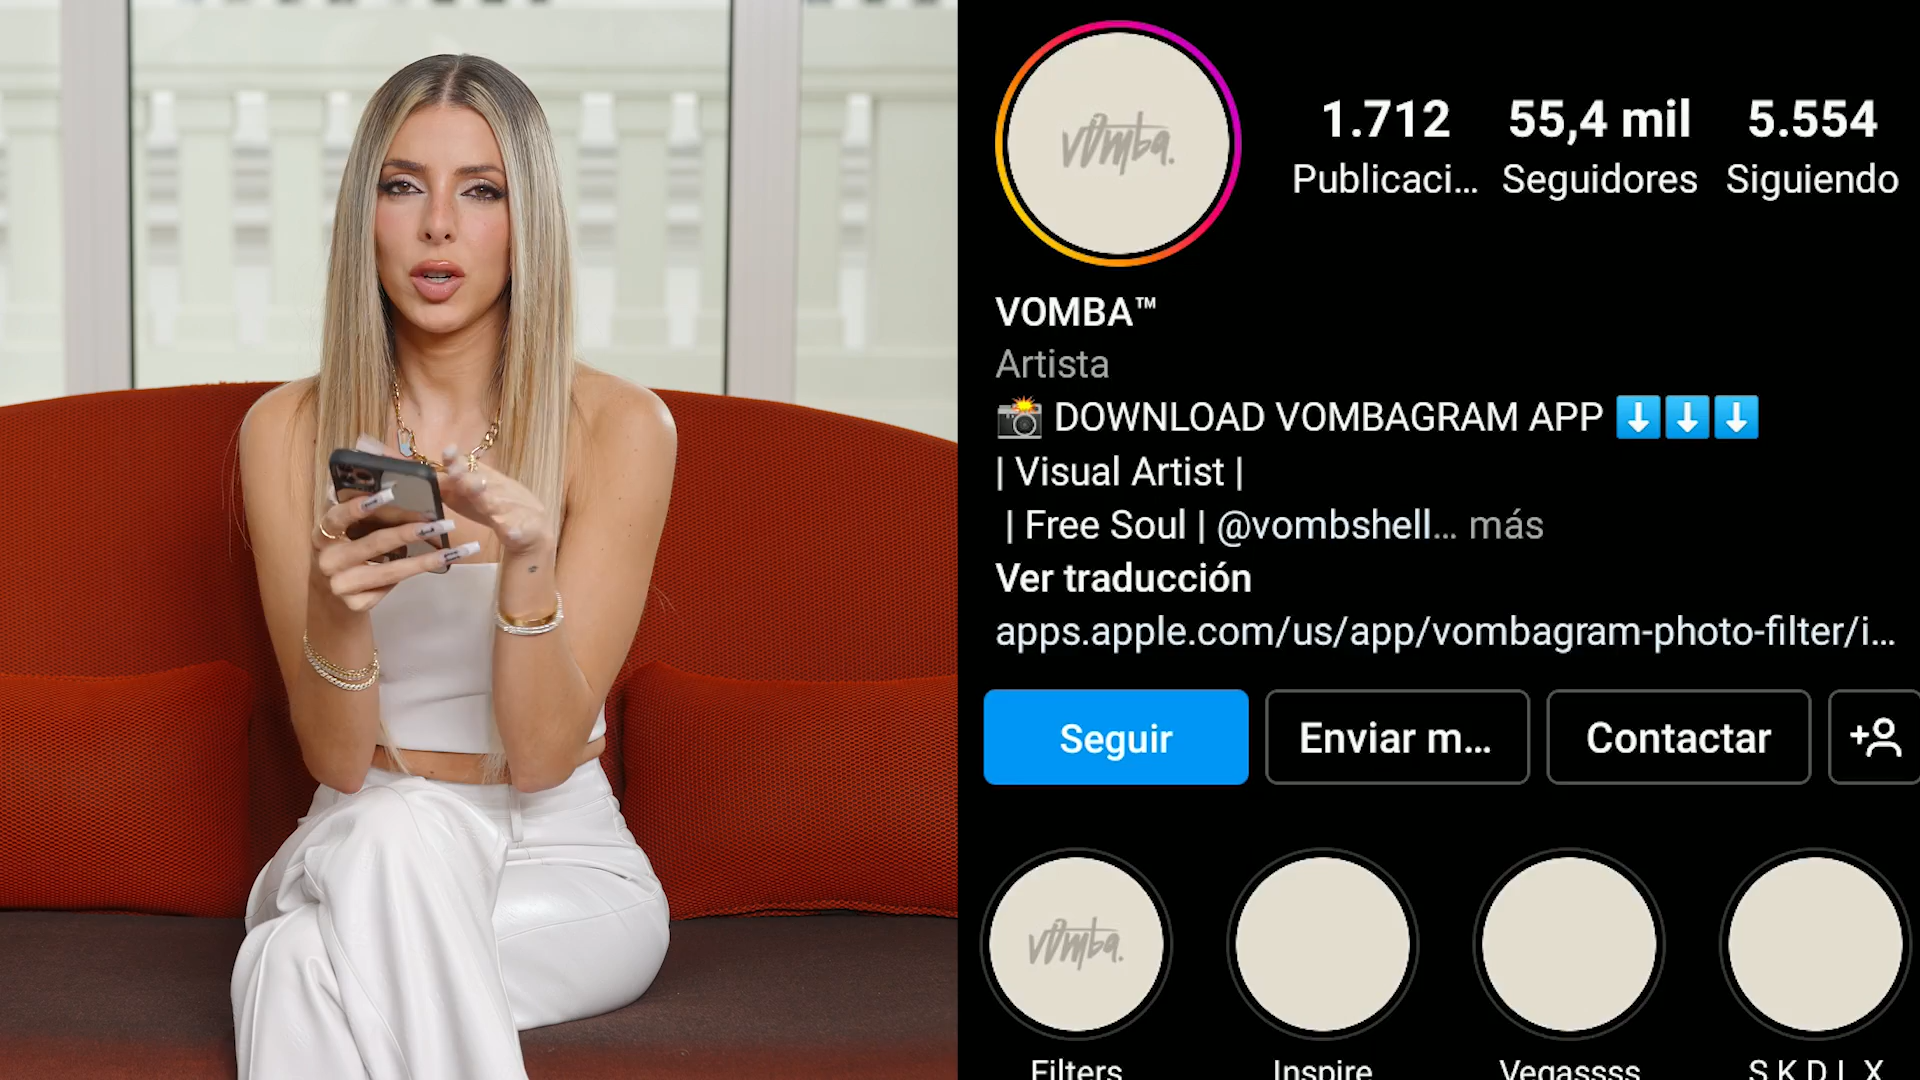 vomba.
1.712 55,4 mil 5.554
Publicaci... Seguidores Siguiendo
VOMBA™
Artista
📸 DOWNLOAD VOMBAGRAM APP ⬇️⬇️⬇️
| Visual Artist |
| Free Soul | @vombshell... más
Ver traducción
apps.apple.com/us/app/vombagram-photo-filter/i...
Seguir Enviar m... Contactar
vomba.
Filters Inspire Vegassss S K D L X